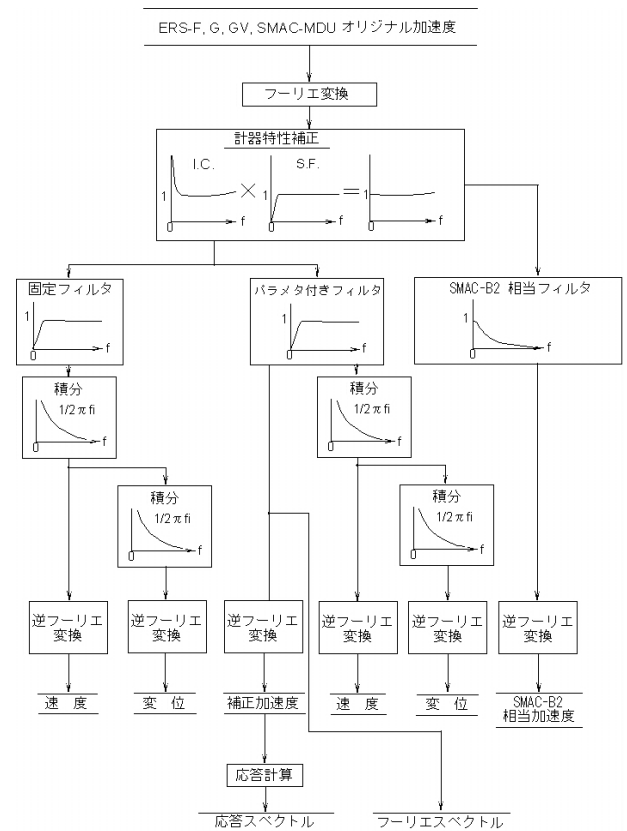 ERS-F, G, GV, SMAC-MDU オリジナル加速度
フーリエ変換
計器特性補正
I.C.
S.F.
1
×
1
＝
1
0
f
0
f
0
f
固定フィルタ
1
0
f
パラメタ付きフィルタ
1
0
f
SMAC-B2 相当フィルタ
1
0
f
積分
1/2πfi
0
f
積分
1/2πfi
0
f
積分
1/2πfi
0
f
積分
1/2πfi
0
f
逆フーリエ
変換
逆フーリエ
変換
逆フーリエ
変換
逆フーリエ
変換
逆フーリエ
変換
逆フーリエ
変換
速 度
変 位
補正加速度
速 度
変 位
SMAC-B2
相当加速度
応答計算
応答スペクトル
フーリエスペクトル